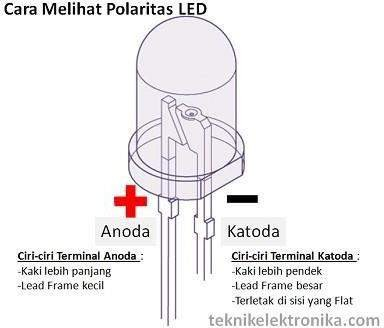 Cara Melihat Polaritas LED
+ -
Anoda Katoda
Ciri-ciri Terminal Anoda :
-Kaki lebih panjang
-Lead Frame kecil
Ciri-ciri Terminal Katoda :
-Kaki lebih pendek
-Lead Frame besar
-Terletak di sisi yang Flat
teknikelektronika.com